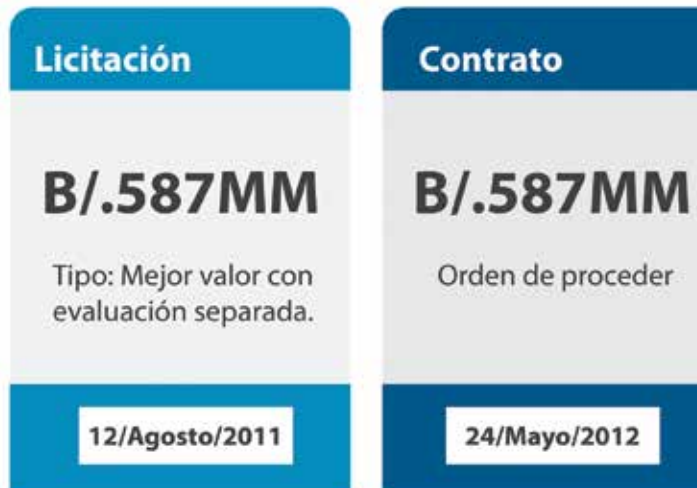 Licitación
B/.587MM
Tipo: Mejor valor con
evaluación separada.
12/Agosto/2011
Contrato
B/.587MM
Orden de proceder
24/Mayo/2012